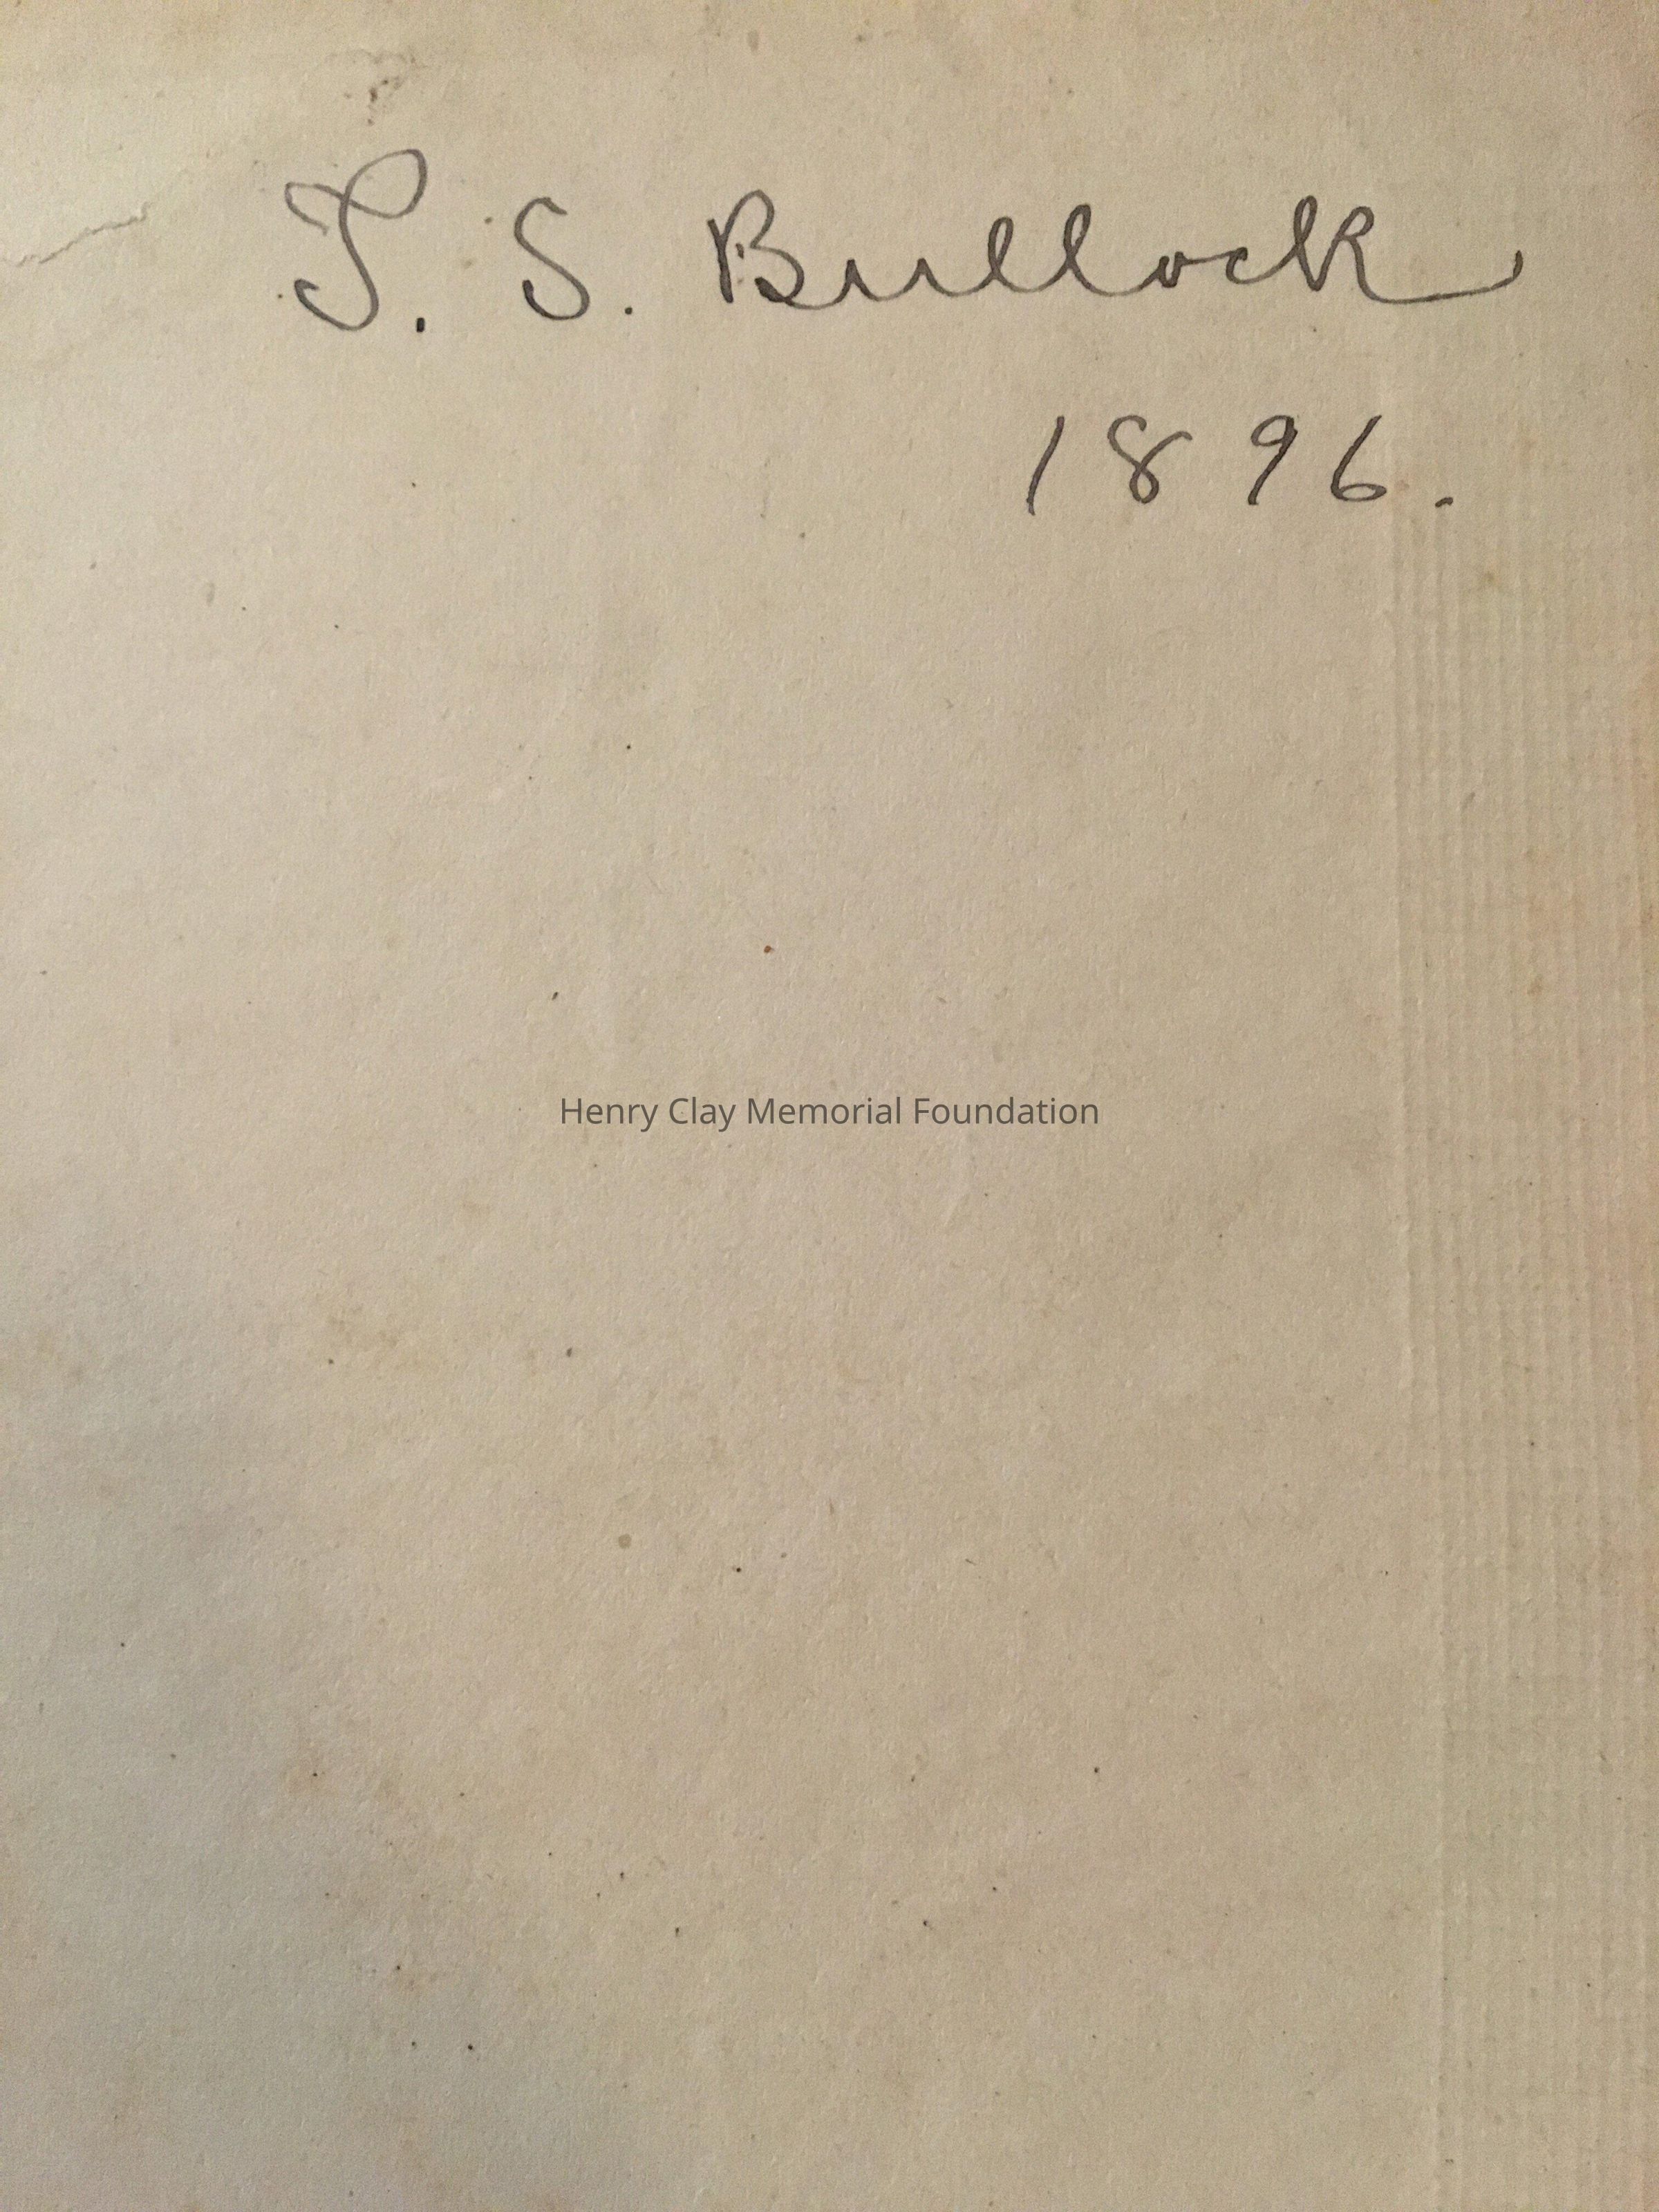 T. S. Bullock
1896.
Henry Clay Memorial Foundation